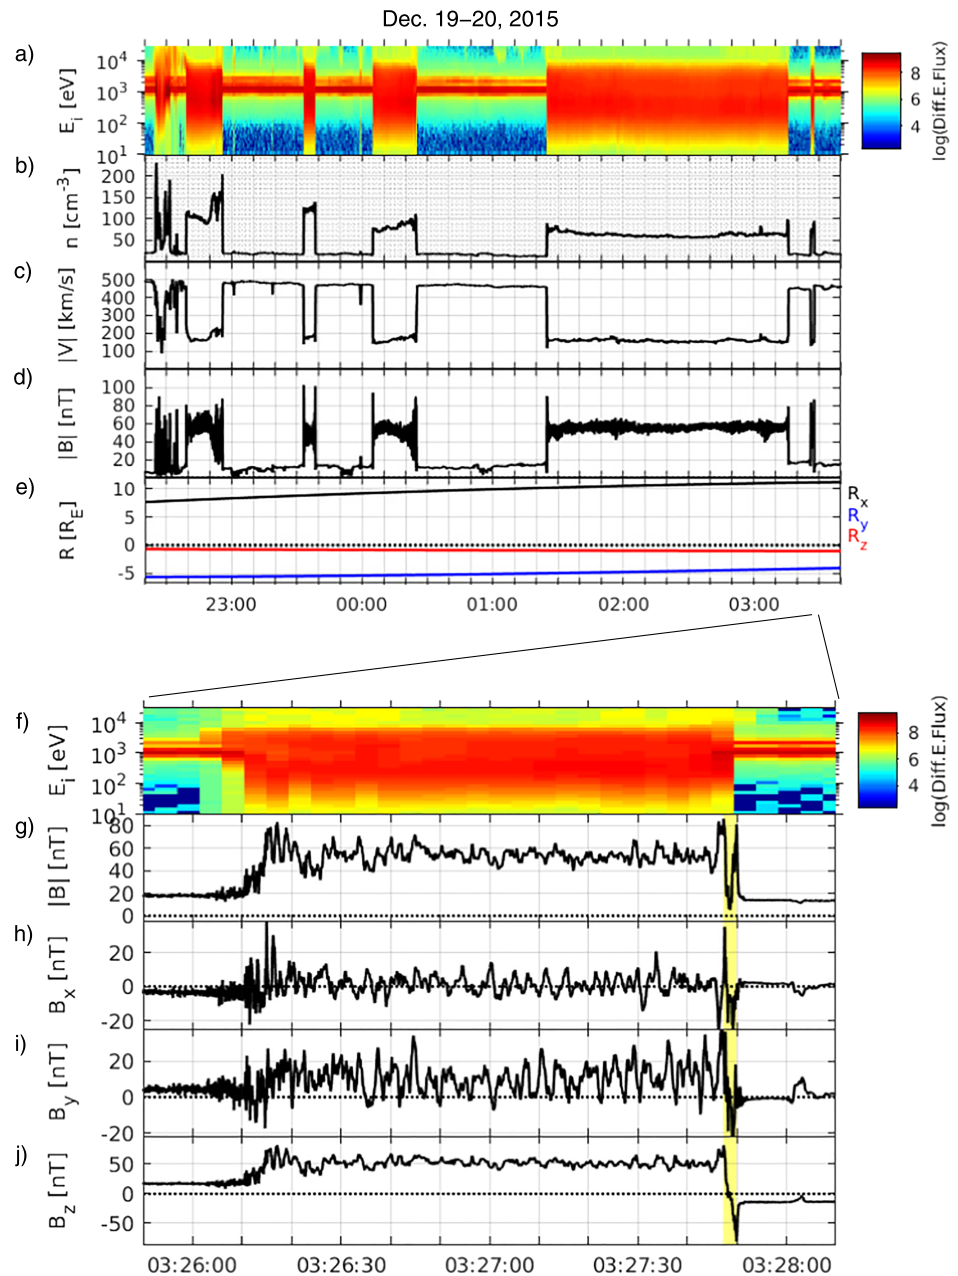 Dec. 19–20, 2015
a)
E_i [eV]
10^4
10^3
10^2
10^1
8
6
4
log(Diff.E.Flux)
b)
n [cm^-3]
200
150
100
50
c)
|V| [km/s]
500
400
300
200
100
d)
|B| [nT]
100
80
60
40
20
e)
R [R_E]
10
5
0
-5
R_x
R_y
R_z
23:00 00:00 01:00 02:00 03:00
f)
E_i [eV]
10^4
10^3
10^2
10^1
8
6
4
log(Diff.E.Flux)
g)
|B| [nT]
80
60
40
20
0
h)
B_x [nT]
20
0
-20
i)
B_y [nT]
20
0
-20
j)
B_z [nT]
50
0
-50
03:26:00 03:26:30 03:27:00 03:27:30 03:28:00